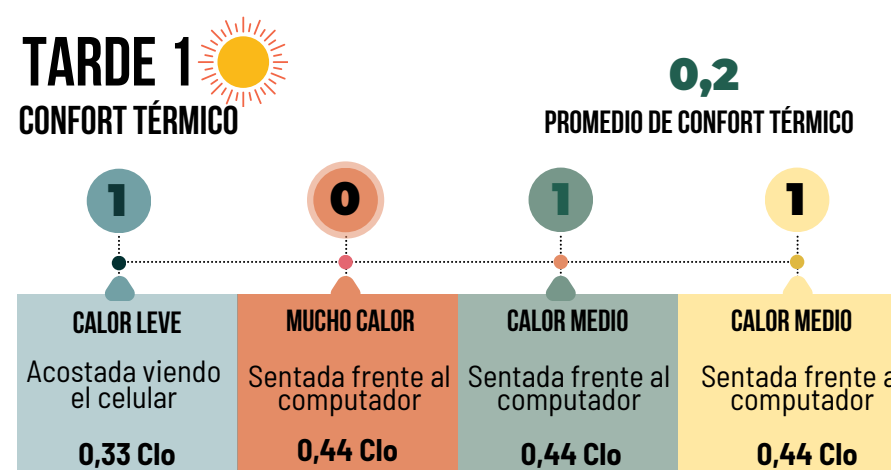 TARDE 1
CONFORT TÉRMICO
0,2
PROMEDIO DE CONFORT TÉRMICO
1
0
1
1
CALOR LEVE
Acostada viendo
el celular
0,33 Clo
MUCHO CALOR
Sentada frente al
computador
0,44 Clo
CALOR MEDIO
Sentada frente al
computador
0,44 Clo
CALOR MEDIO
Sentada frente a
computador
0,44 Clo